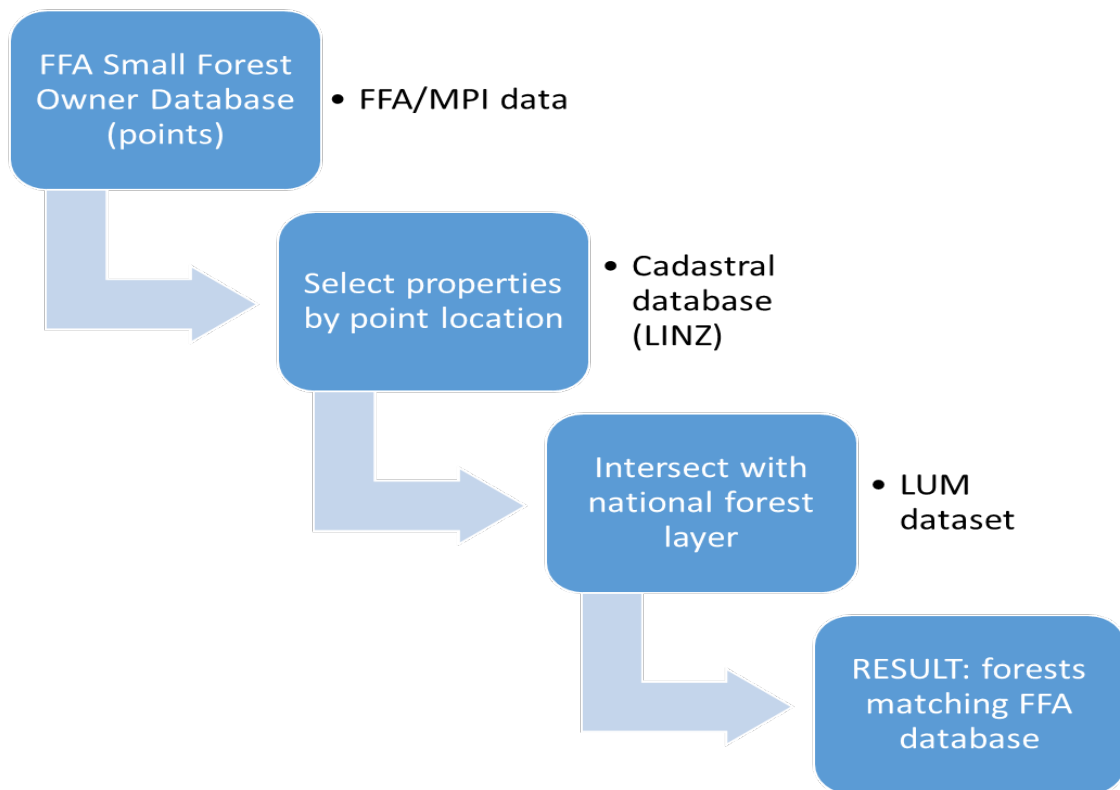 FFA Small Forest
Owner Database
(points)
• FFA/MPI data
Select properties
by point location
• Cadastral
database
(LINZ)
Intersect with
national forest
layer
• LUM
dataset
RESULT: forests
matching FFA
database